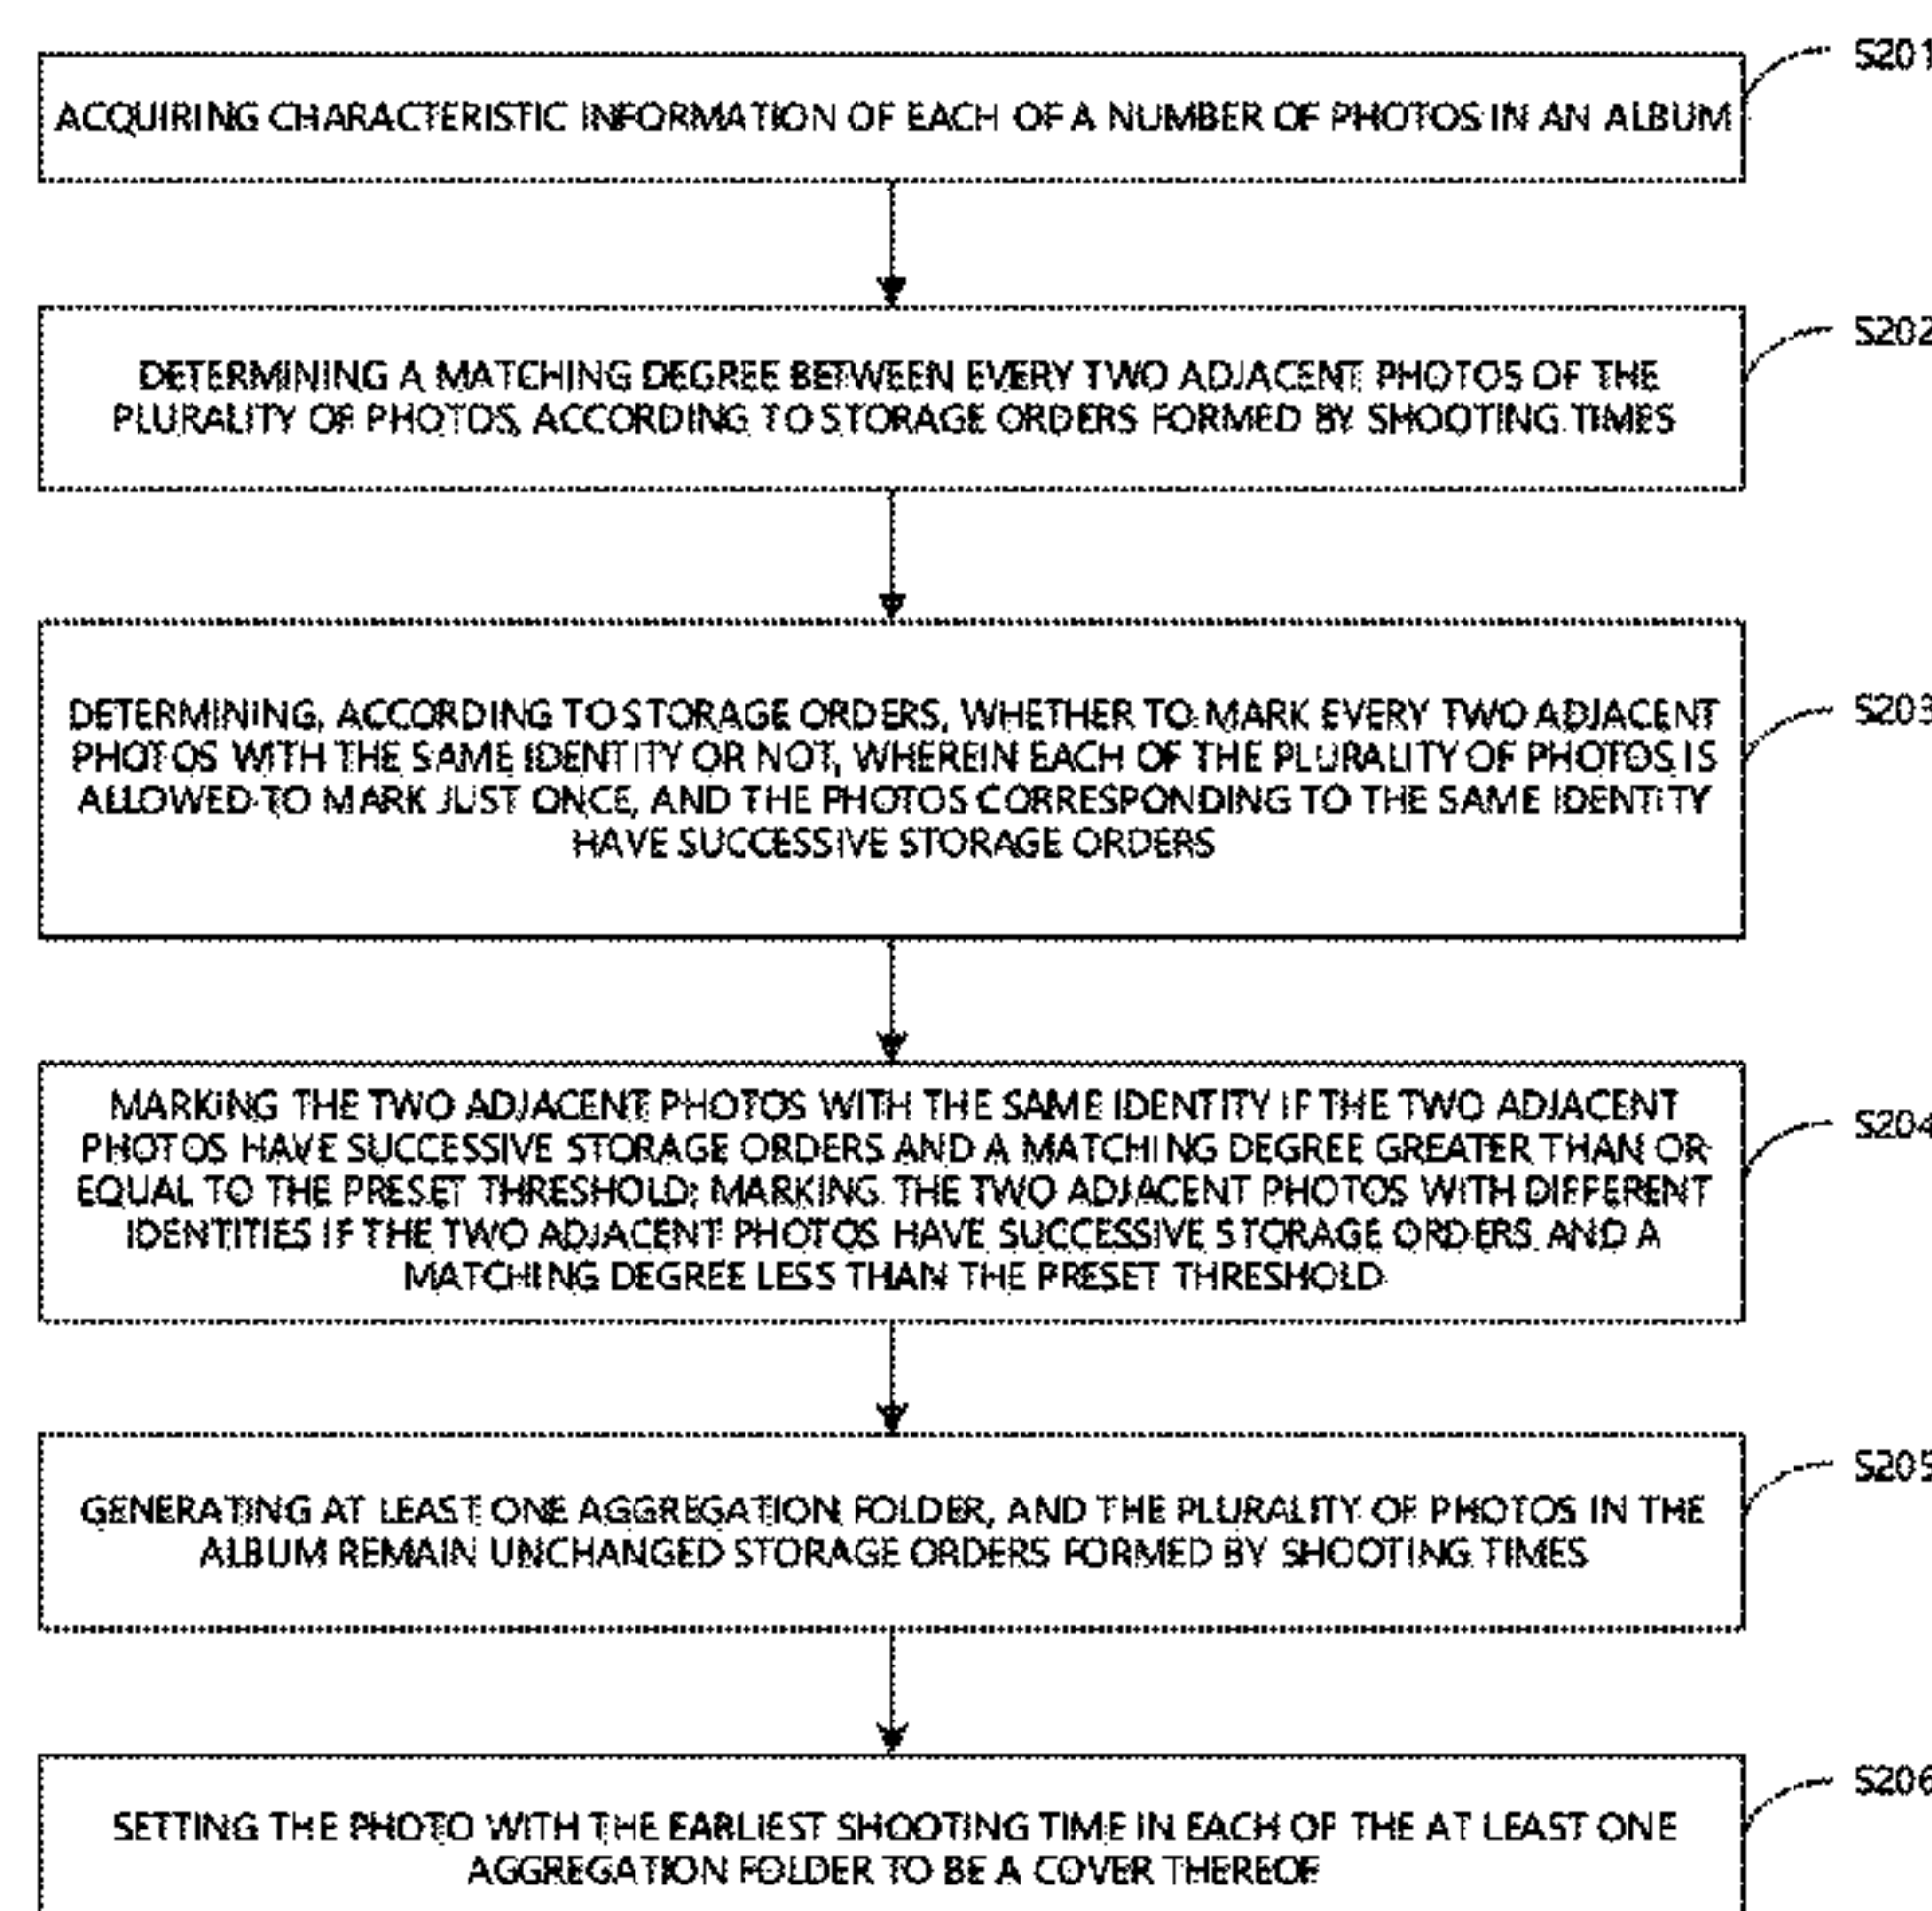 S201
ACQUIRING CHARACTERISTIC INFORMATION OF EACH OF A NUMBER OF PHOTOS IN AN ALBUM
S202
DETERMINING A MATCHING DEGREE BETWEEN EVERY TWO ADJACENT PHOTOS OF THE
PLURALITY OF PHOTOS, ACCORDING TO STORAGE ORDERS FORMED BY SHOOTING TIMES
S203
DETERMINING, ACCORDING TO STORAGE ORDERS, WHETHER TO MARK EVERY TWO ADJACENT
PHOTOS WITH THE SAME IDENTITY OR NOT, WHEREIN EACH OF THE PLURALITY OF PHOTOS IS
ALLOWED TO MARK JUST ONCE, AND THE PHOTOS CORRESPONDING TO THE SAME IDENTITY
HAVE SUCCESSIVE STORAGE ORDERS
S204
MARKING THE TWO ADJACENT PHOTOS WITH THE SAME IDENTITY IF THE TWO ADJACENT
PHOTOS HAVE SUCCESSIVE STORAGE ORDERS AND A MATCHING DEGREE GREATER THAN OR
EQUAL TO THE PRESET THRESHOLD; MARKING THE TWO ADJACENT PHOTOS WITH DIFFERENT
IDENTITIES IF THE TWO ADJACENT PHOTOS HAVE SUCCESSIVE STORAGE ORDERS AND A
MATCHING DEGREE LESS THAN THE PRESET THRESHOLD
S205
GENERATING AT LEAST ONE AGGREGATION FOLDER, AND THE PLURALITY OF PHOTOS IN THE
ALBUM REMAIN UNCHANGED STORAGE ORDERS FORMED BY SHOOTING TIMES
S206
SETTING THE PHOTO WITH THE EARLIEST SHOOTING TIME IN EACH OF THE AT LEAST ONE
AGGREGATION FOLDER TO BE A COVER THEREOF